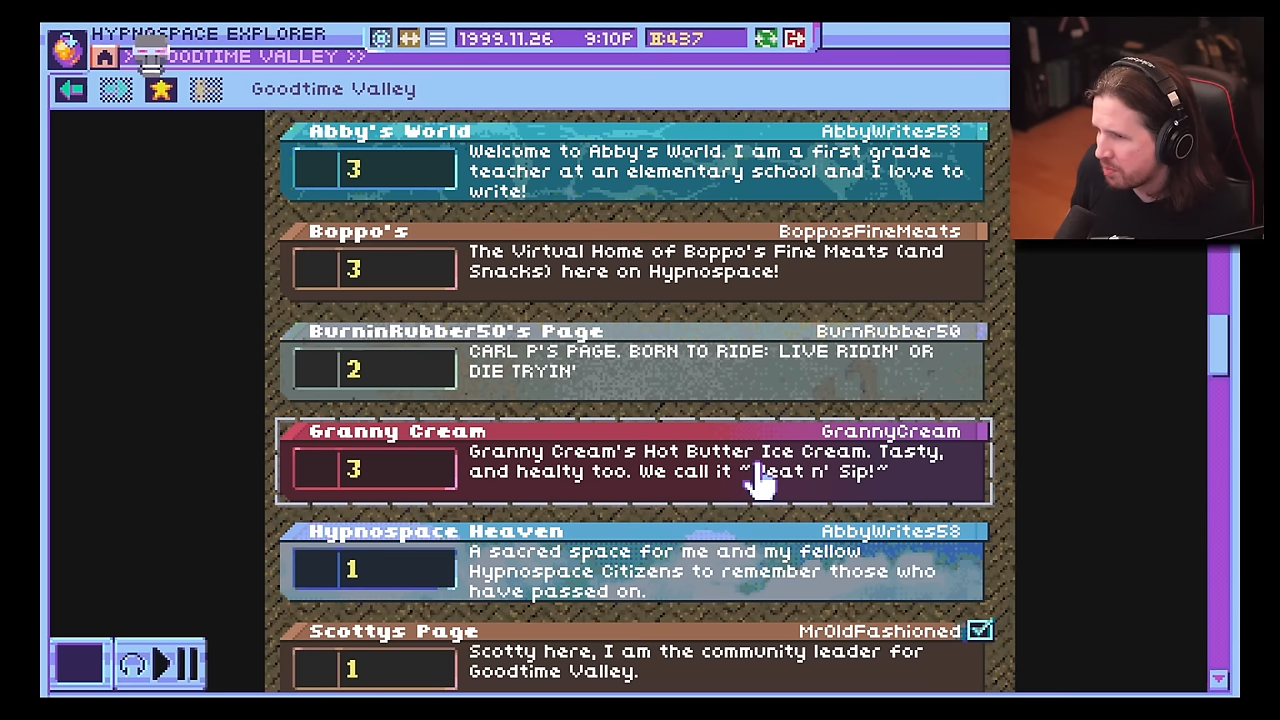 HYPNOSPACE EXPLORER
1999.11.26 9:10P 437
OODTIME VALLEY >>
Goodtime Valley
Abby's World AbbyWrites58
3
Welcome to Abby's World. I am a first grade
teacher at an elementary school and I love to
write!
Boppo's BopposFineMeats
3
The Virtual Home of Boppo's Fine Meats (and
Snacks) here on Hypnospace!
BurninRubber50's Page BurnRubber50
2
CARL P'S PAGE. BORN TO RIDE: LIVE RIDIN' OR
DIE TRYIN'
Granny Cream GrannyCream
3
Granny Cream's Hot Butter Ice Cream. Tasty,
and healty too. We call it ~ eat n' Sip!~
Hypnospace Heaven AbbyWrites58
1
A sacred space for me and my fellow
Hypnospace Citizens to remember those who
have passed on.
Scottys Page MrOldFashioned
1
Scotty here, I am the community leader for
Goodtime Valley.